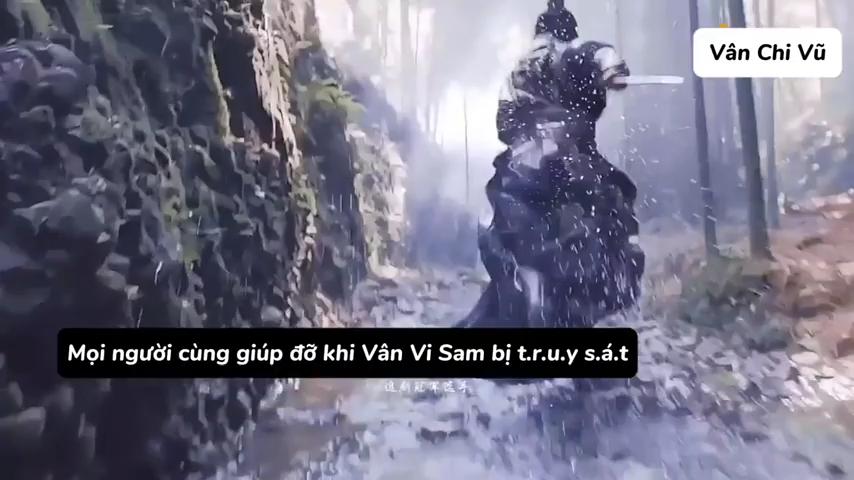 Vân Chi Vũ
Mọi người cùng giúp đỡ khi Vân Vi Sam bị t.r.u.y s.á.t